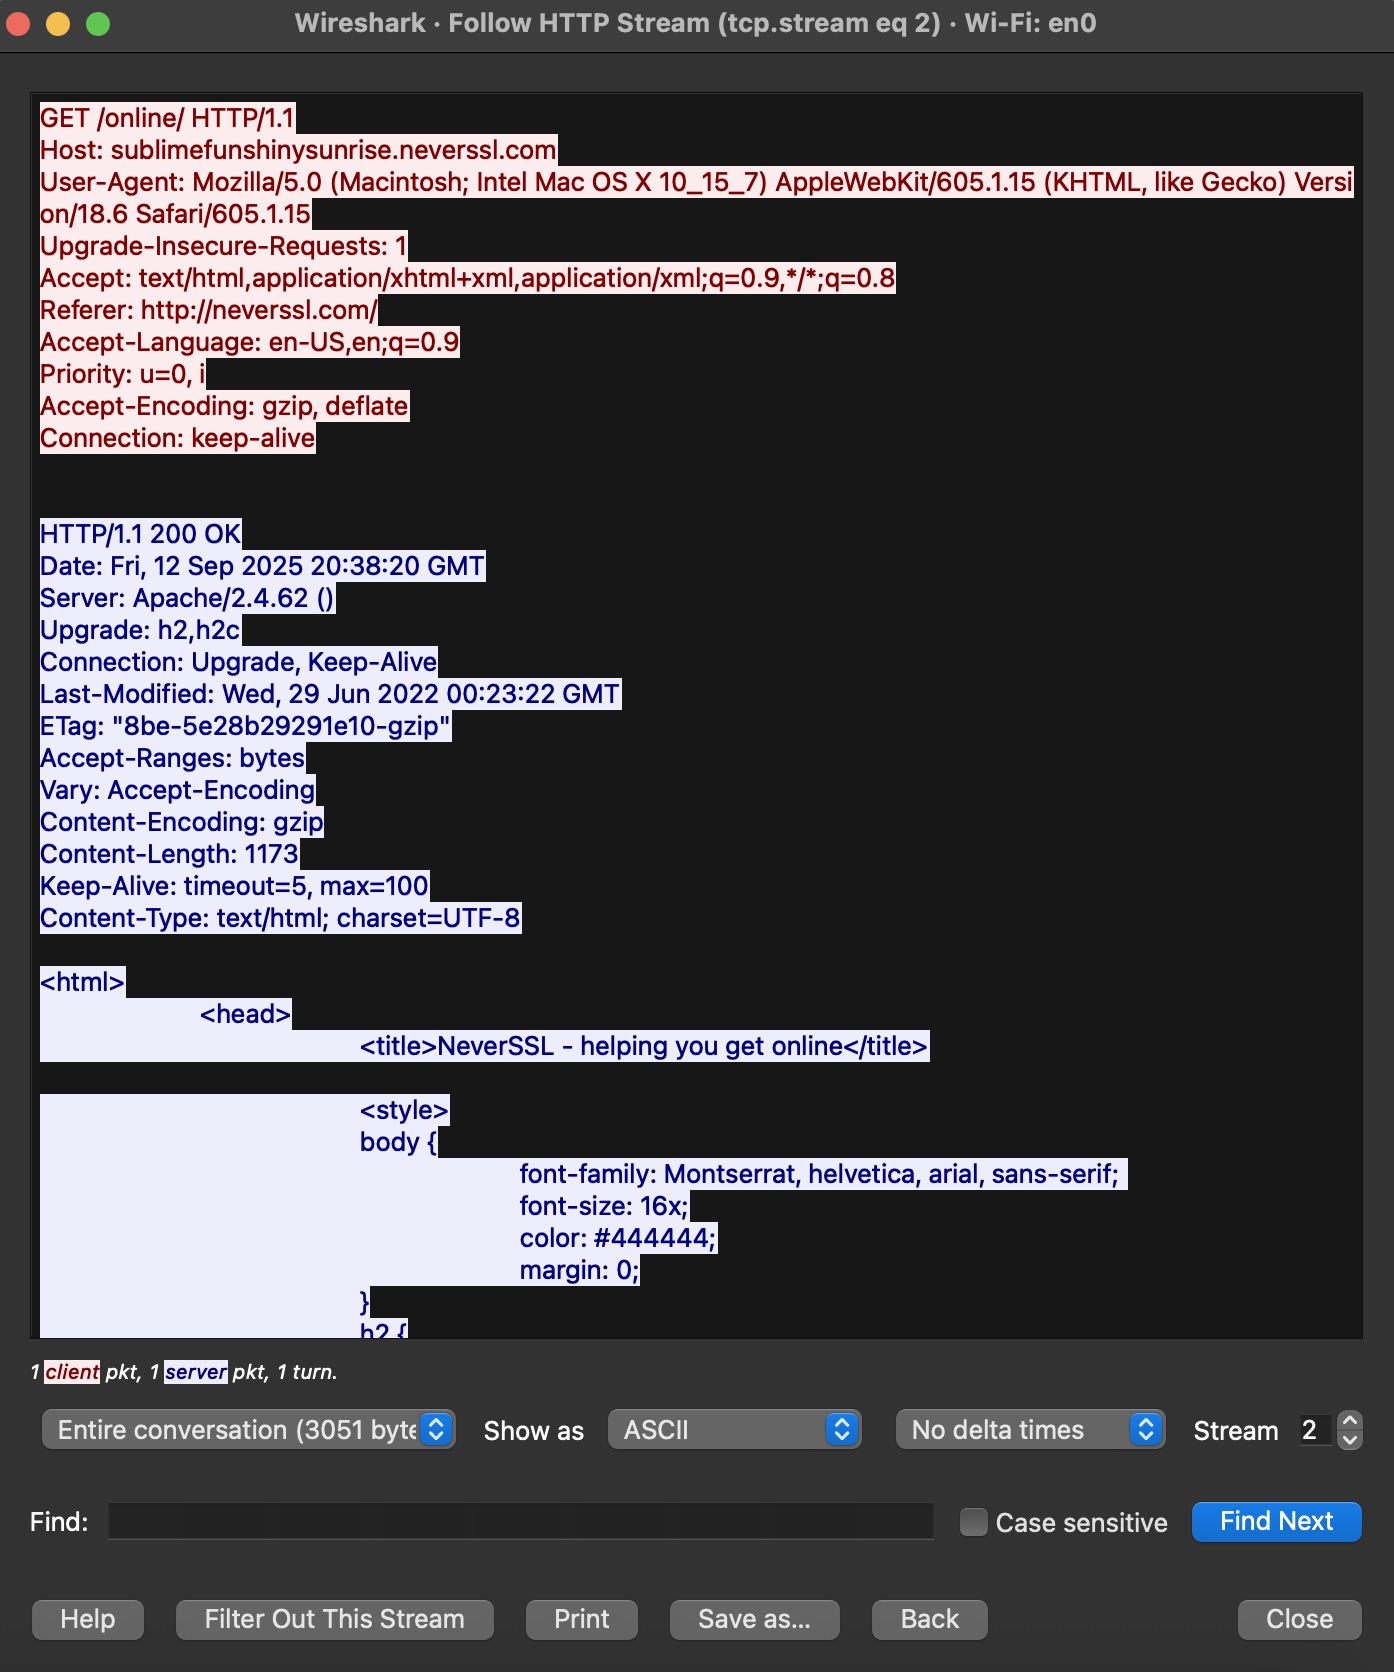 Wireshark · Follow HTTP Stream (tcp.stream eq 2) · Wi-Fi: en0
GET /online/ HTTP/1.1
Host: sublimefunshinysunrise.neverssl.com
User-Agent: Mozilla/5.0 (Macintosh; Intel Mac OS X 10_15_7) AppleWebKit/605.1.15 (KHTML, like Gecko) Versi
on/18.6 Safari/605.1.15
Upgrade-Insecure-Requests: 1
Accept: text/html,application/xhtml+xml,application/xml;q=0.9,*/*;q=0.8
Referer: http://neverssl.com/
Accept-Language: en-US,en;q=0.9
Priority: u=0, i
Accept-Encoding: gzip, deflate
Connection: keep-alive
HTTP/1.1 200 OK
Date: Fri, 12 Sep 2025 20:38:20 GMT
Server: Apache/2.4.62 ()
Upgrade: h2,h2c
Connection: Upgrade, Keep-Alive
Last-Modified: Wed, 29 Jun 2022 00:23:22 GMT
ETag: "8be-5e28b29291e10-gzip"
Accept-Ranges: bytes
Vary: Accept-Encoding
Content-Encoding: gzip
Content-Length: 1173
Keep-Alive: timeout=5, max=100
Content-Type: text/html; charset=UTF-8
<html>
<head>
<title>NeverSSL - helping you get online</title>
<style>
body {
font-family: Montserrat, helvetica, arial, sans-serif;
font-size: 16x;
color: #444444;
margin: 0;
}
h2 {
1 client pkt, 1 server pkt, 1 turn.
Entire conversation (3051 byte
Show as
ASCII
No delta times
Stream 2
Find:
Case sensitive
Find Next
Help
Filter Out This Stream
Print
Save as...
Back
Close